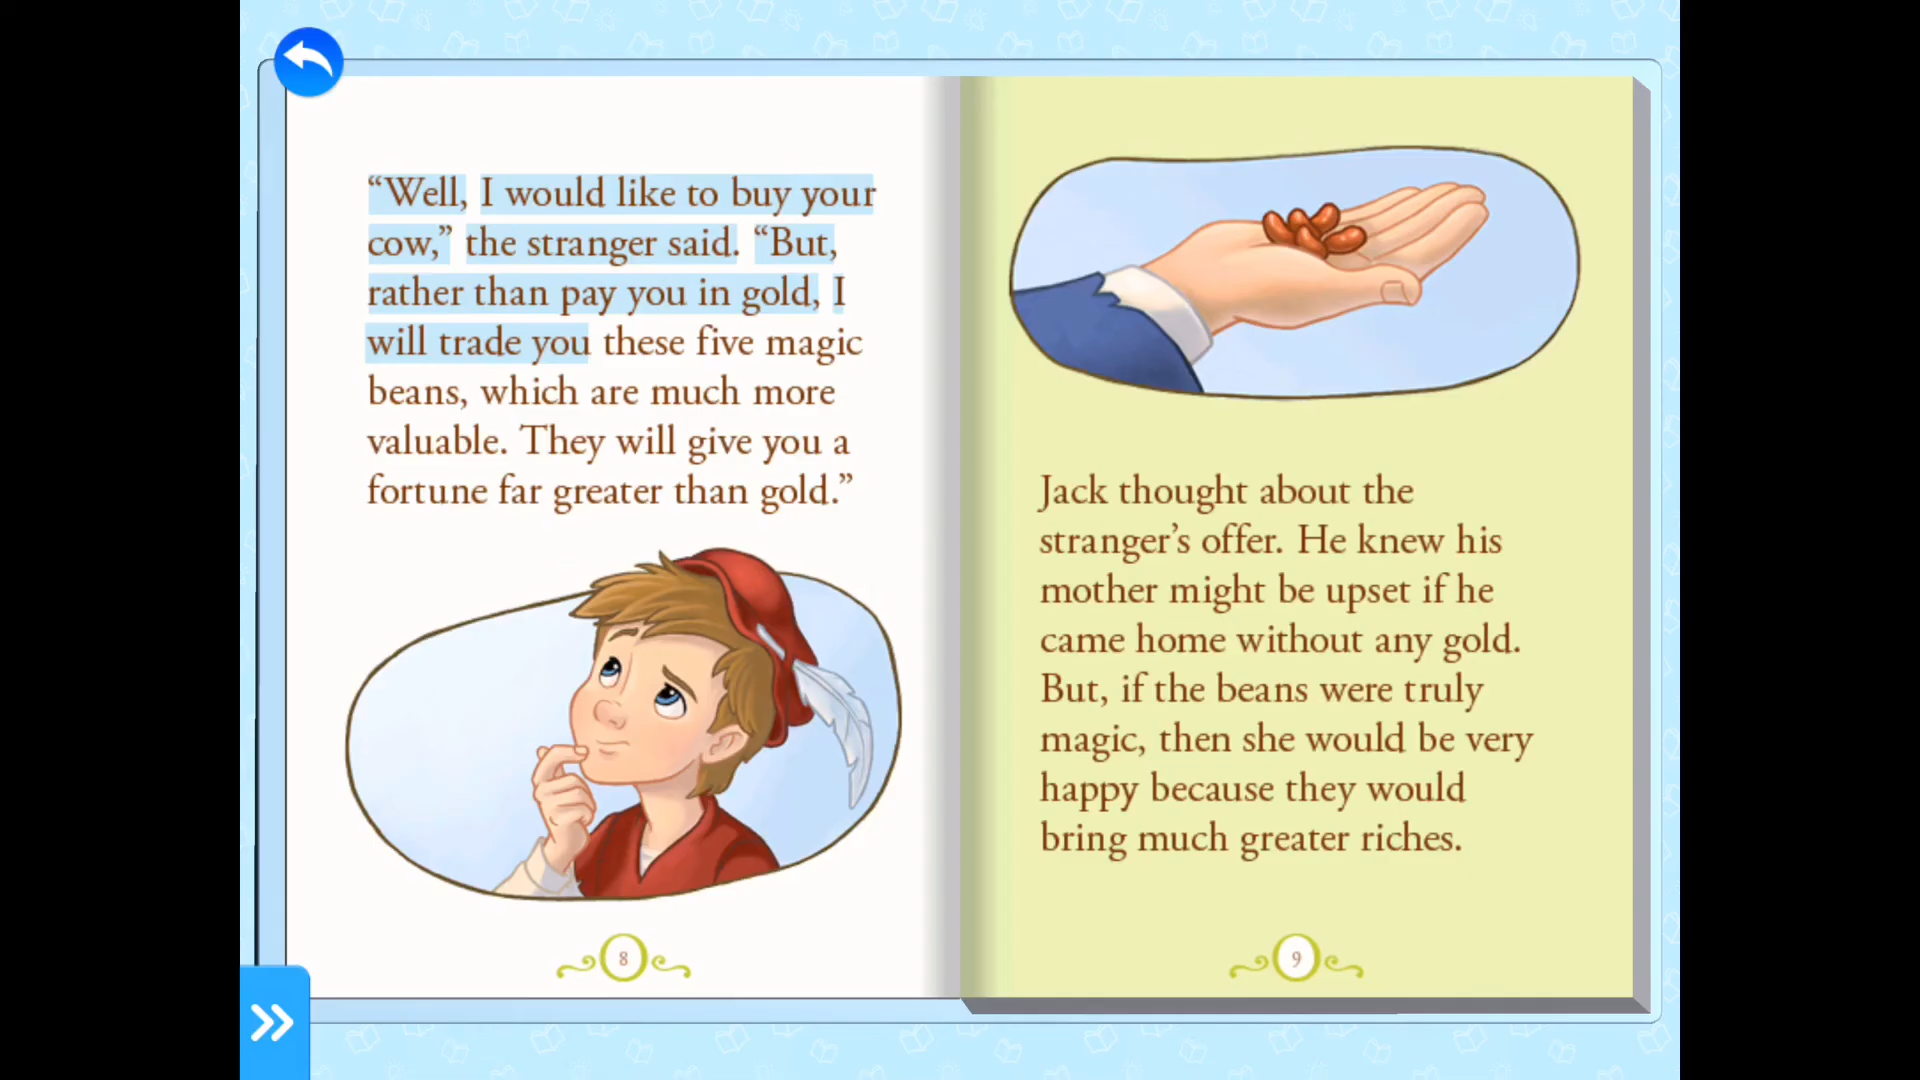 “Well, I would like to buy your
cow,” the stranger said. “But,
rather than pay you in gold, I
will trade you these five magic
beans, which are much more
valuable. They will give you a
fortune far greater than gold.”
8
Jack thought about the
stranger’s offer. He knew his
mother might be upset if he
came home without any gold.
But, if the beans were truly
magic, then she would be very
happy because they would
bring much greater riches.
9